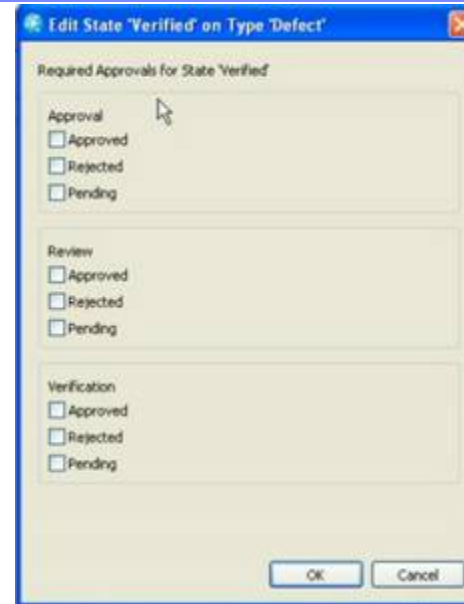 Edit State 'Verified' on Type 'Defect'
Required Approvals for State 'Verified'
Approval
Approved
Rejected
Pending
Review
Approved
Rejected
Pending
Verification
Approved
Rejected
Pending
OK Cancel